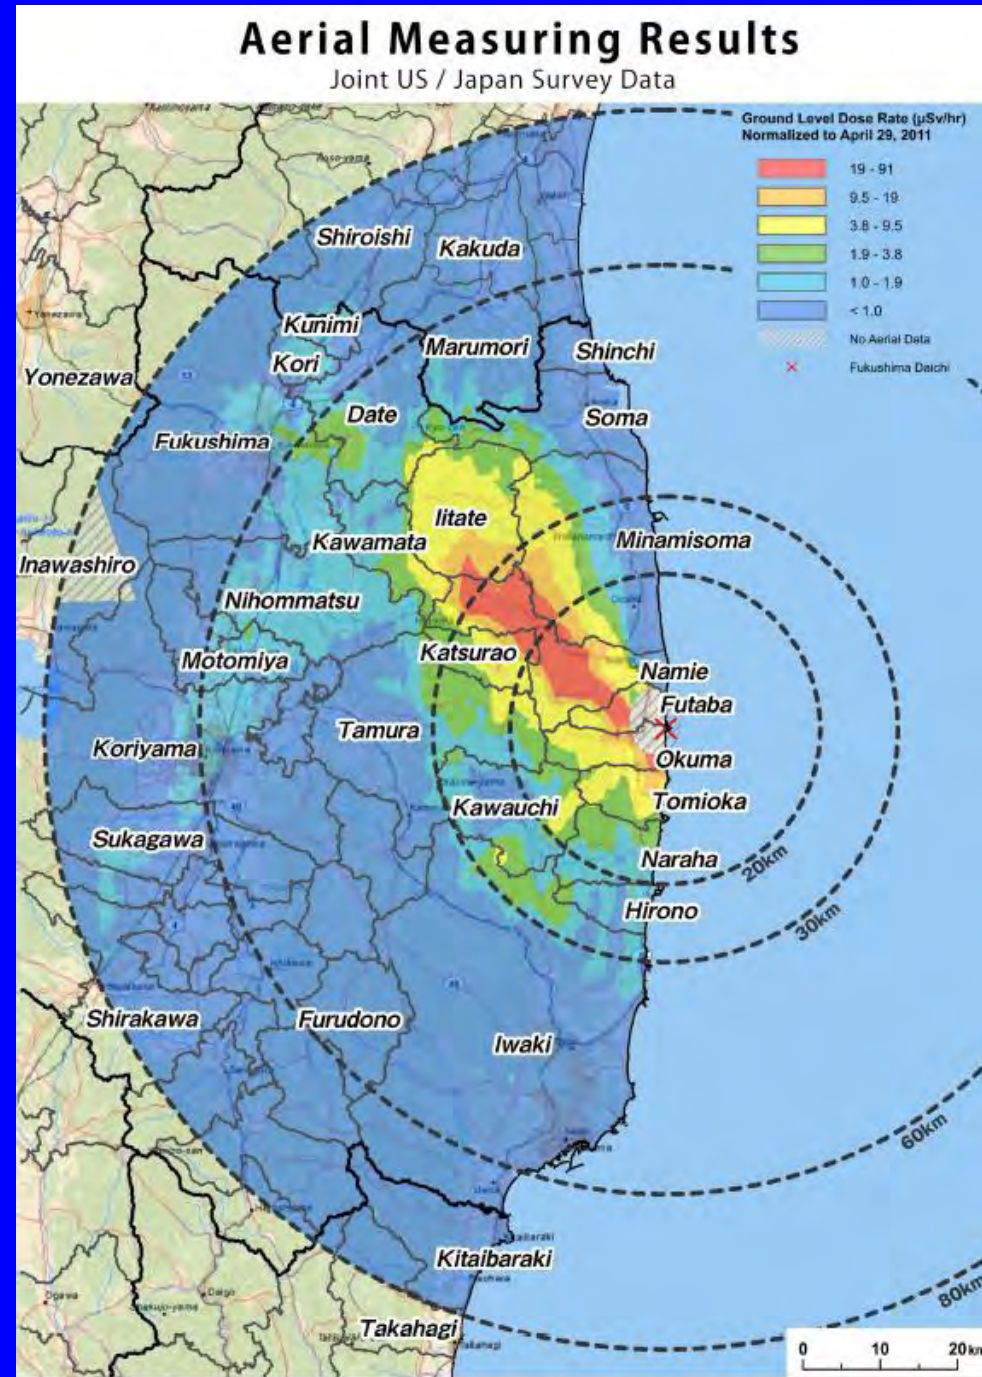 Aerial Measuring Results
Joint US / Japan Survey Data
Ground Level Dose Rate (µSv/hr)
Normalized to April 29, 2011
19 - 91
9.5 - 19
3.8 - 9.5
1.9 - 3.8
1.0 - 1.9
< 1.0
No Aerial Data
Fukushima Daichi
Shiroishi
Kakuda
Kunimi
Marumori
Shinchi
Kori
Yonezawa
Date
Soma
Fukushima
Iitate
Kawamata
Minamisoma
Inawashiro
Nihommatsu
Katsurao
Motomiya
Namie
Futaba
Tamura
Koriyama
Okuma
Kawauchi
Tomioka
Sukagawa
Naraha
20km
Hirono
30km
Shirakawa
Furudono
Iwaki
60km
Kitaibaraki
80km
Takahagi
0 10 20 km